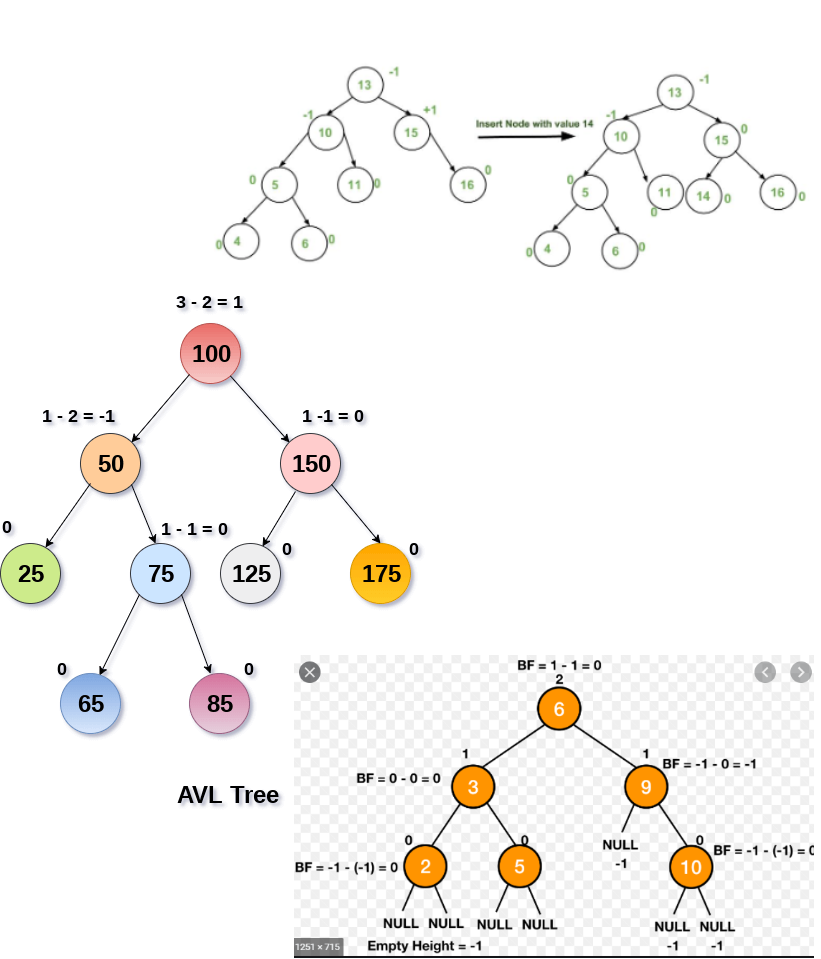 13 -1
-1 10 15 +1
0 5 11 0 16 0
0 4 6 0
Insert Node with value 14
13 -1
-1 10 15 0
0 5 11 0 14 0 16 0
0 4 6 0
3 - 2 = 1
100
1 - 2 = -1 1 -1 = 0
50 150
0 1 - 1 = 0 0 0
25 75 125 175
0 0
65 85
AVL Tree
BF = 1 - 1 = 0
2
6
1 1
BF = 0 - 0 = 0 3 9 BF = -1 - 0 = -1
0 0 NULL 0
-1
BF = -1 - (-1) = 0 2 5 10 BF = -1 - (-1) = 0
NULL NULL NULL NULL NULL NULL
Empty Height = -1 -1 -1
1251 × 715